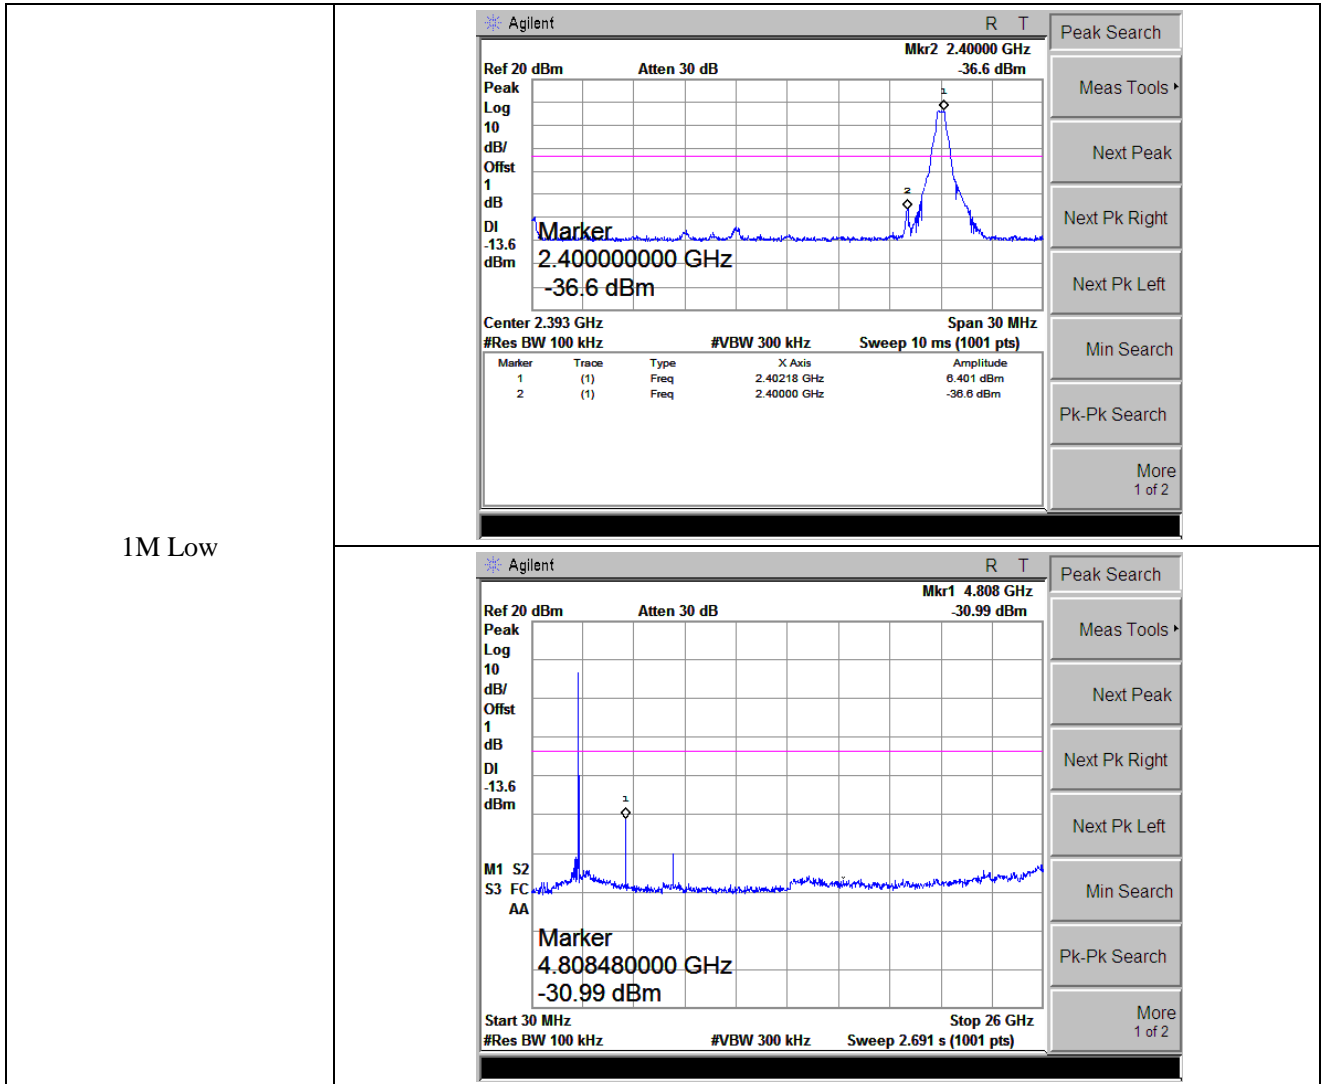 1M Low
Agilent R T
Mkr2 2.40000 GHz
Ref 20 dBm Atten 30 dB -36.6 dBm
Peak
Log
10
dB/
Offst
1
dB
DI
-13.6
dBm
1
2
Marker
2.400000000 GHz
-36.6 dBm
Center 2.393 GHz Span 30 MHz
#Res BW 100 kHz #VBW 300 kHz Sweep 10 ms (1001 pts)
Marker Trace Type X Axis Amplitude
1 (1) Freq 2.40218 GHz 6.401 dBm
2 (1) Freq 2.40000 GHz -36.6 dBm
Peak Search
Meas Tools
Next Peak
Next Pk Right
Next Pk Left
Min Search
Pk-Pk Search
More
1 of 2
Agilent R T
Mkr1 4.808 GHz
Ref 20 dBm Atten 30 dB -30.99 dBm
Peak
Log
10
dB/
Offst
1
dB
DI
-13.6
dBm
1
M1 S2
S3 FC
AA
Marker
4.808480000 GHz
-30.99 dBm
Start 30 MHz Stop 26 GHz
#Res BW 100 kHz #VBW 300 kHz Sweep 2.691 s (1001 pts)
Peak Search
Meas Tools
Next Peak
Next Pk Right
Next Pk Left
Min Search
Pk-Pk Search
More
1 of 2